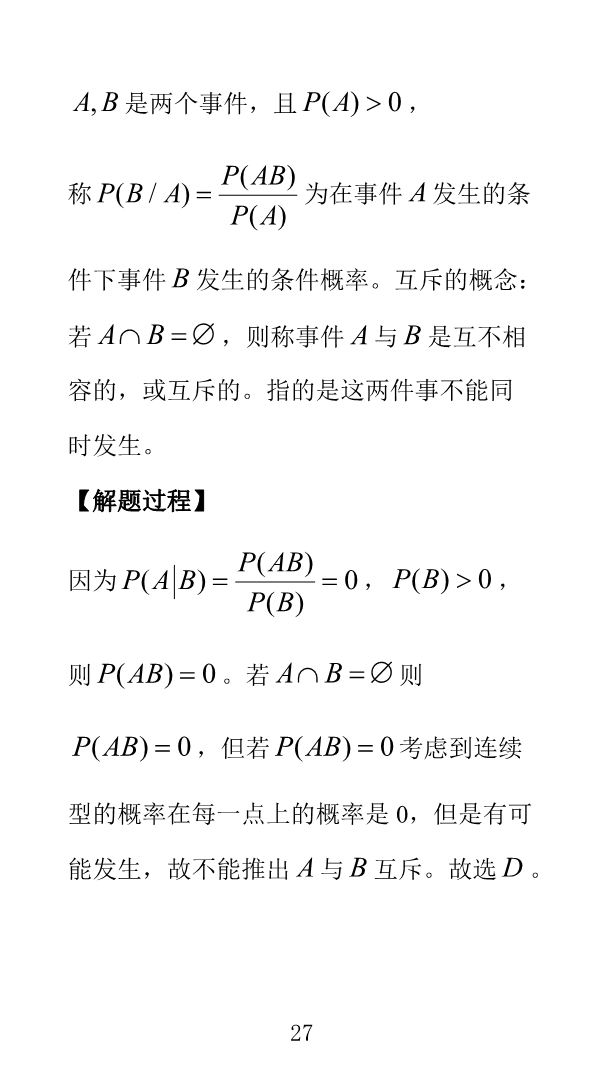 A,B 是两个事件，且 P(A) > 0，
称 P(B / A) = P(AB) / P(A) 为在事件 A 发生的条
件下事件 B 发生的条件概率。互斥的概念：
若 A∩B = ∅，则称事件 A 与 B 是互不相
容的，或互斥的。指的是这两件事不能同
时发生。
【解题过程】
因为 P(A|B) = P(AB) / P(B) = 0， P(B) > 0，
则 P(AB) = 0。若 A∩B = ∅ 则
P(AB) = 0，但若 P(AB) = 0 考虑到连续
型的概率在每一点上的概率是 0，但是有可
能发生，故不能推出 A 与 B 互斥。故选 D。
27